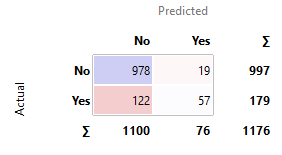 Predicted
No Yes ∑
No 978 19 997
Actual
Yes 122 57 179
∑ 1100 76 1176